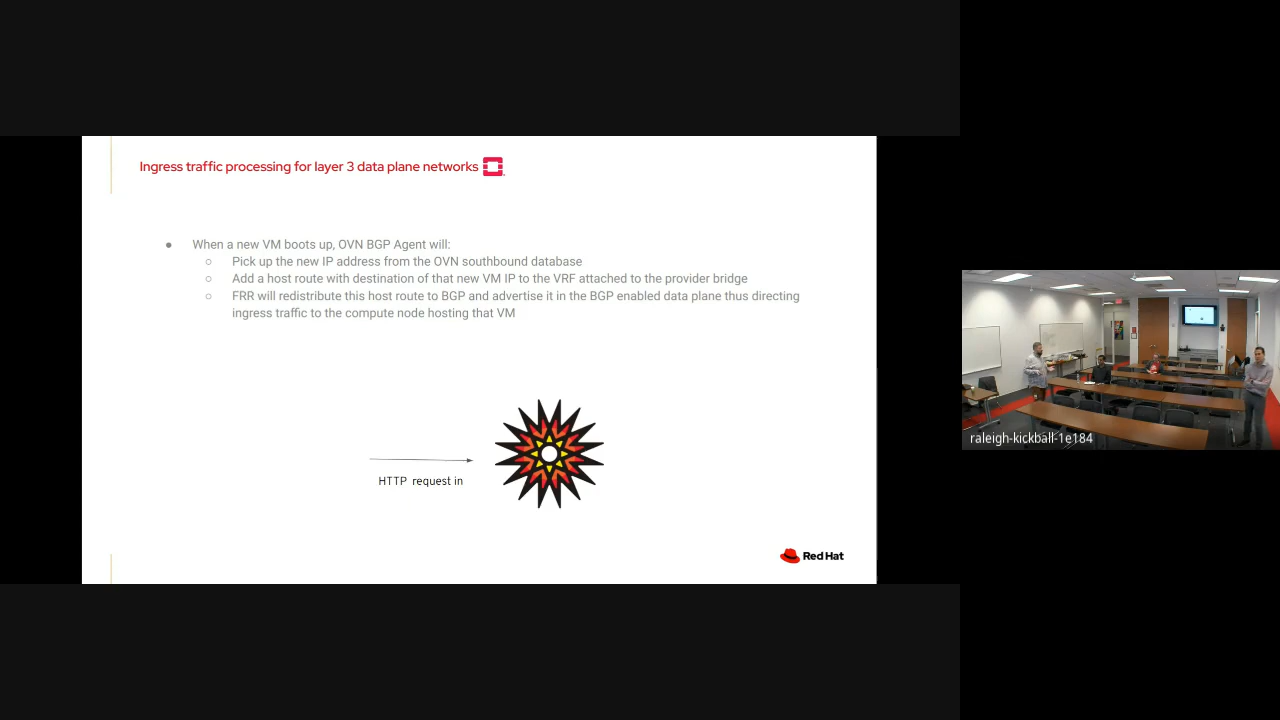 Ingress traffic processing for layer 3 data plane networks
● When a new VM boots up, OVN BGP Agent will:
○ Pick up the new IP address from the OVN southbound database
○ Add a host route with destination of that new VM IP to the VRF attached to the provider bridge
○ FRR will redistribute this host route to BGP and advertise it in the BGP enabled data plane thus directing
ingress traffic to the compute node hosting that VM
HTTP request in
Red Hat
raleigh-kickball-1e184